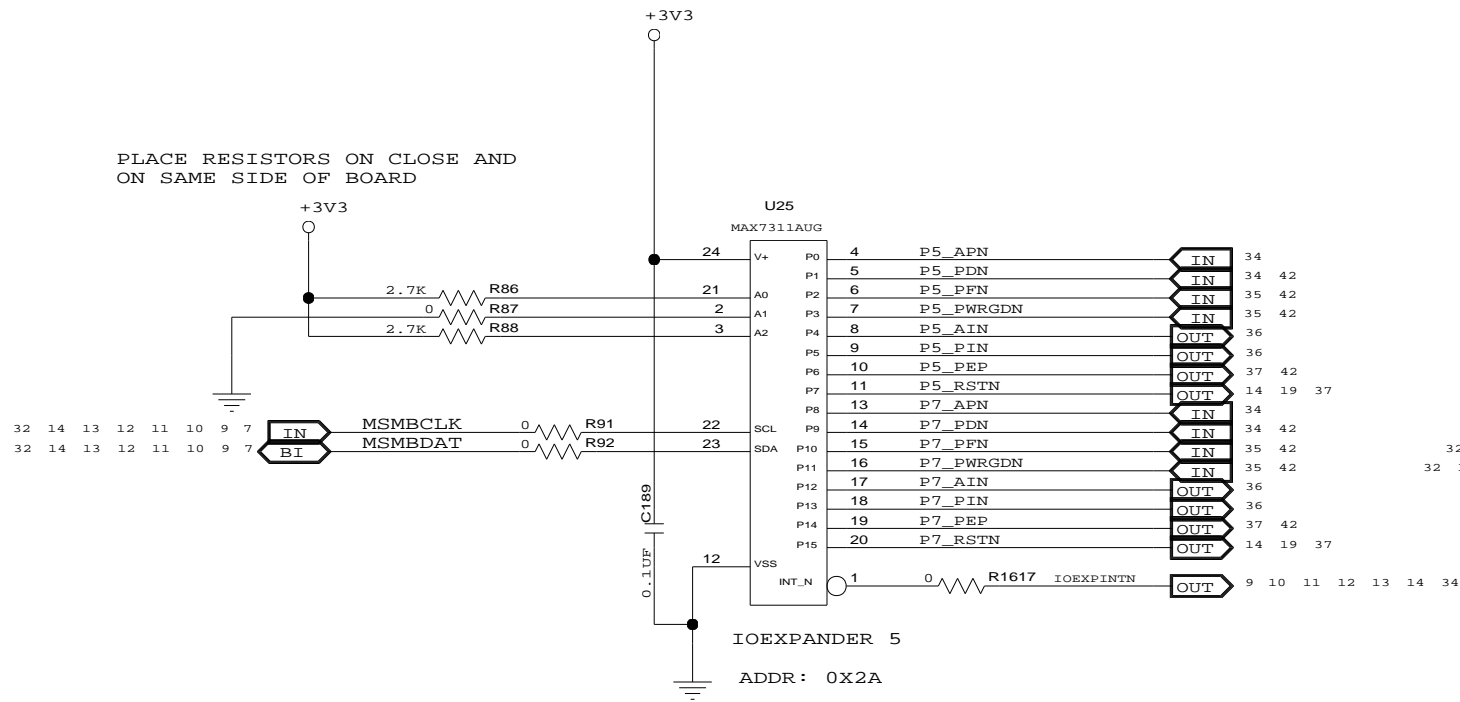 +3V3
PLACE RESISTORS ON CLOSE AND
ON SAME SIDE OF BOARD
+3V3
U25
MAX7311AUG
24 V+ P0 4 P5_APN IN 34
P1 5 P5_PDN IN 34 42
2.7K R86 21 A0 P2 6 P5_PFN IN 35 42
0 R87 2 A1 P3 7 P5_PWRGDN IN 35 42
2.7K R88 3 A2 P4 8 P5_AIN OUT 36
P5 9 P5_PIN OUT 36
P6 10 P5_PEP OUT 37 42
P7 11 P5_RSTN OUT 14 19 37
P8 13 P7_APN IN 34
32 14 13 12 11 10 9 7 IN MSMBCLK 0 R91 22 SCL P9 14 P7_PDN IN 34 42
32 14 13 12 11 10 9 7 BI MSMBDAT 0 R92 23 SDA P10 15 P7_PFN IN 35 42 32
P11 16 P7_PWRGDN IN 35 42 32
P12 17 P7_AIN OUT 36
P13 18 P7_PIN OUT 36
C189 P14 19 P7_PEP OUT 37 42
P15 20 P7_RSTN OUT 14 19 37
0.1UF 12 VSS
INT_N 1 0 R1617 IOEXPINTN OUT 9 10 11 12 13 14 34
IOEXPANDER 5
ADDR: 0X2A